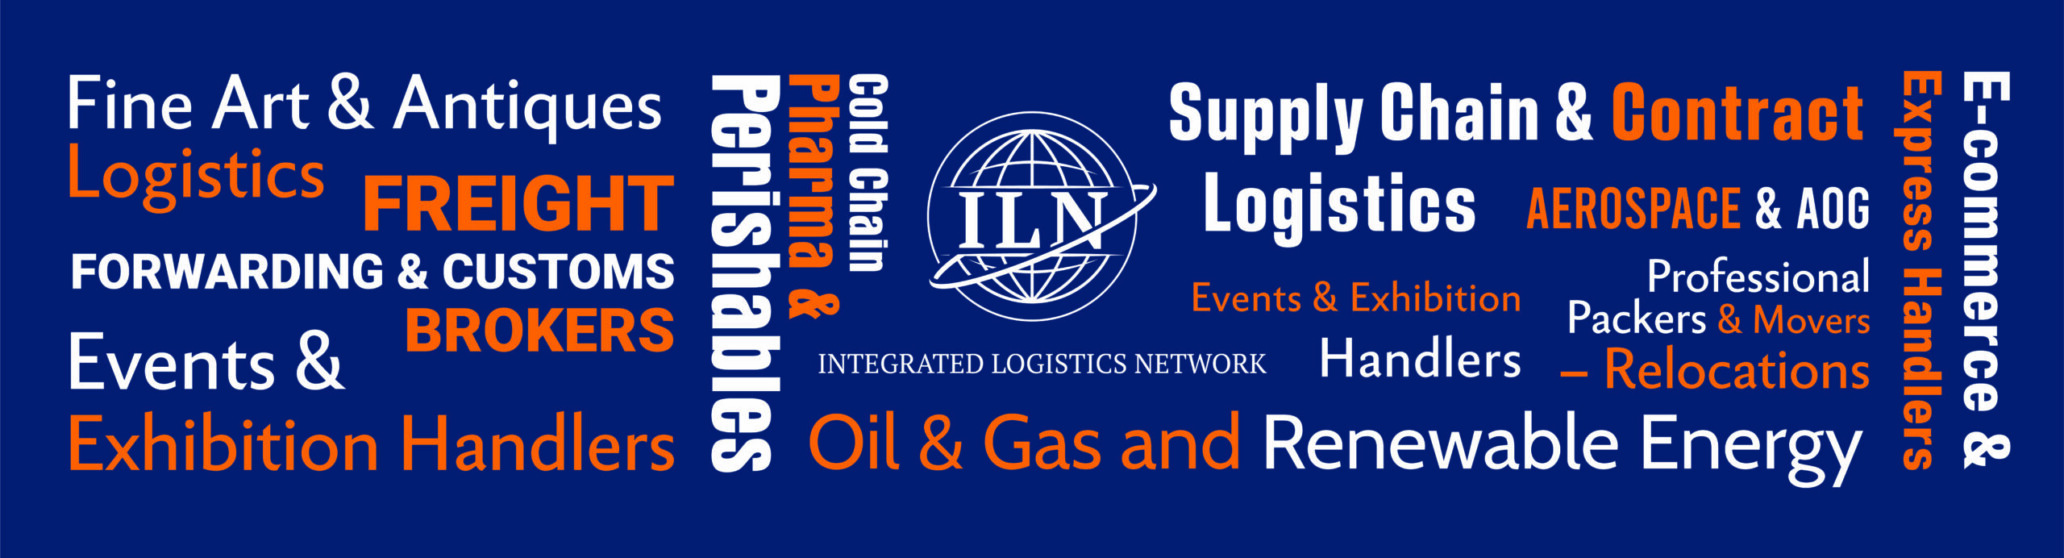 Fine Art & Antiques
Logistics
FREIGHT
FORWARDING & CUSTOMS
BROKERS
Events &
Exhibition Handlers
Perishables
Pharma &
Cold Chain
ILN
INTEGRATED LOGISTICS NETWORK
Supply Chain & Contract
Logistics
AEROSPACE & AOG
Events & Exhibition
Handlers
Professional
Packers & Movers
– Relocations
Oil & Gas and Renewable Energy
E-commerce &
Express Handlers